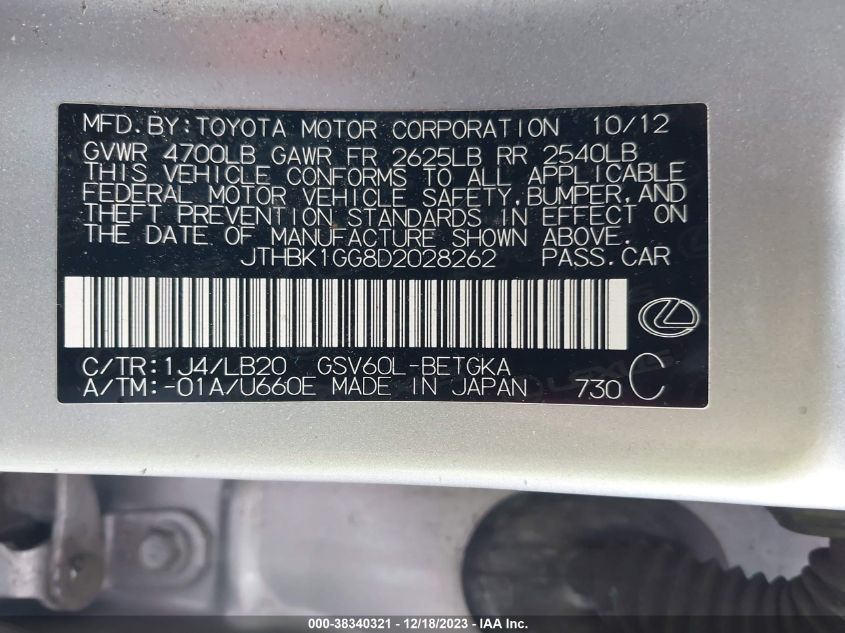 MFD. BY: TOYOTA MOTOR CORPORATION 10/12
GVWR 4700LB GAWR FR 2625LB RR 2540LB
THIS VEHICLE CONFORMS TO ALL APPLICABLE
FEDERAL MOTOR VEHICLE SAFETY, BUMPER, AND
THEFT PREVENTION STANDARDS IN EFFECT ON
THE DATE OF MANUFACTURE SHOWN ABOVE.
JTHBK1GG8D2028262 PASS. CAR
C/TR: 1J4/LB20 GSV60L-BETGKA
A/TM: -01A/U660E MADE IN JAPAN 730 C
000-38340321 / 12/18/2023 - IAA Inc.